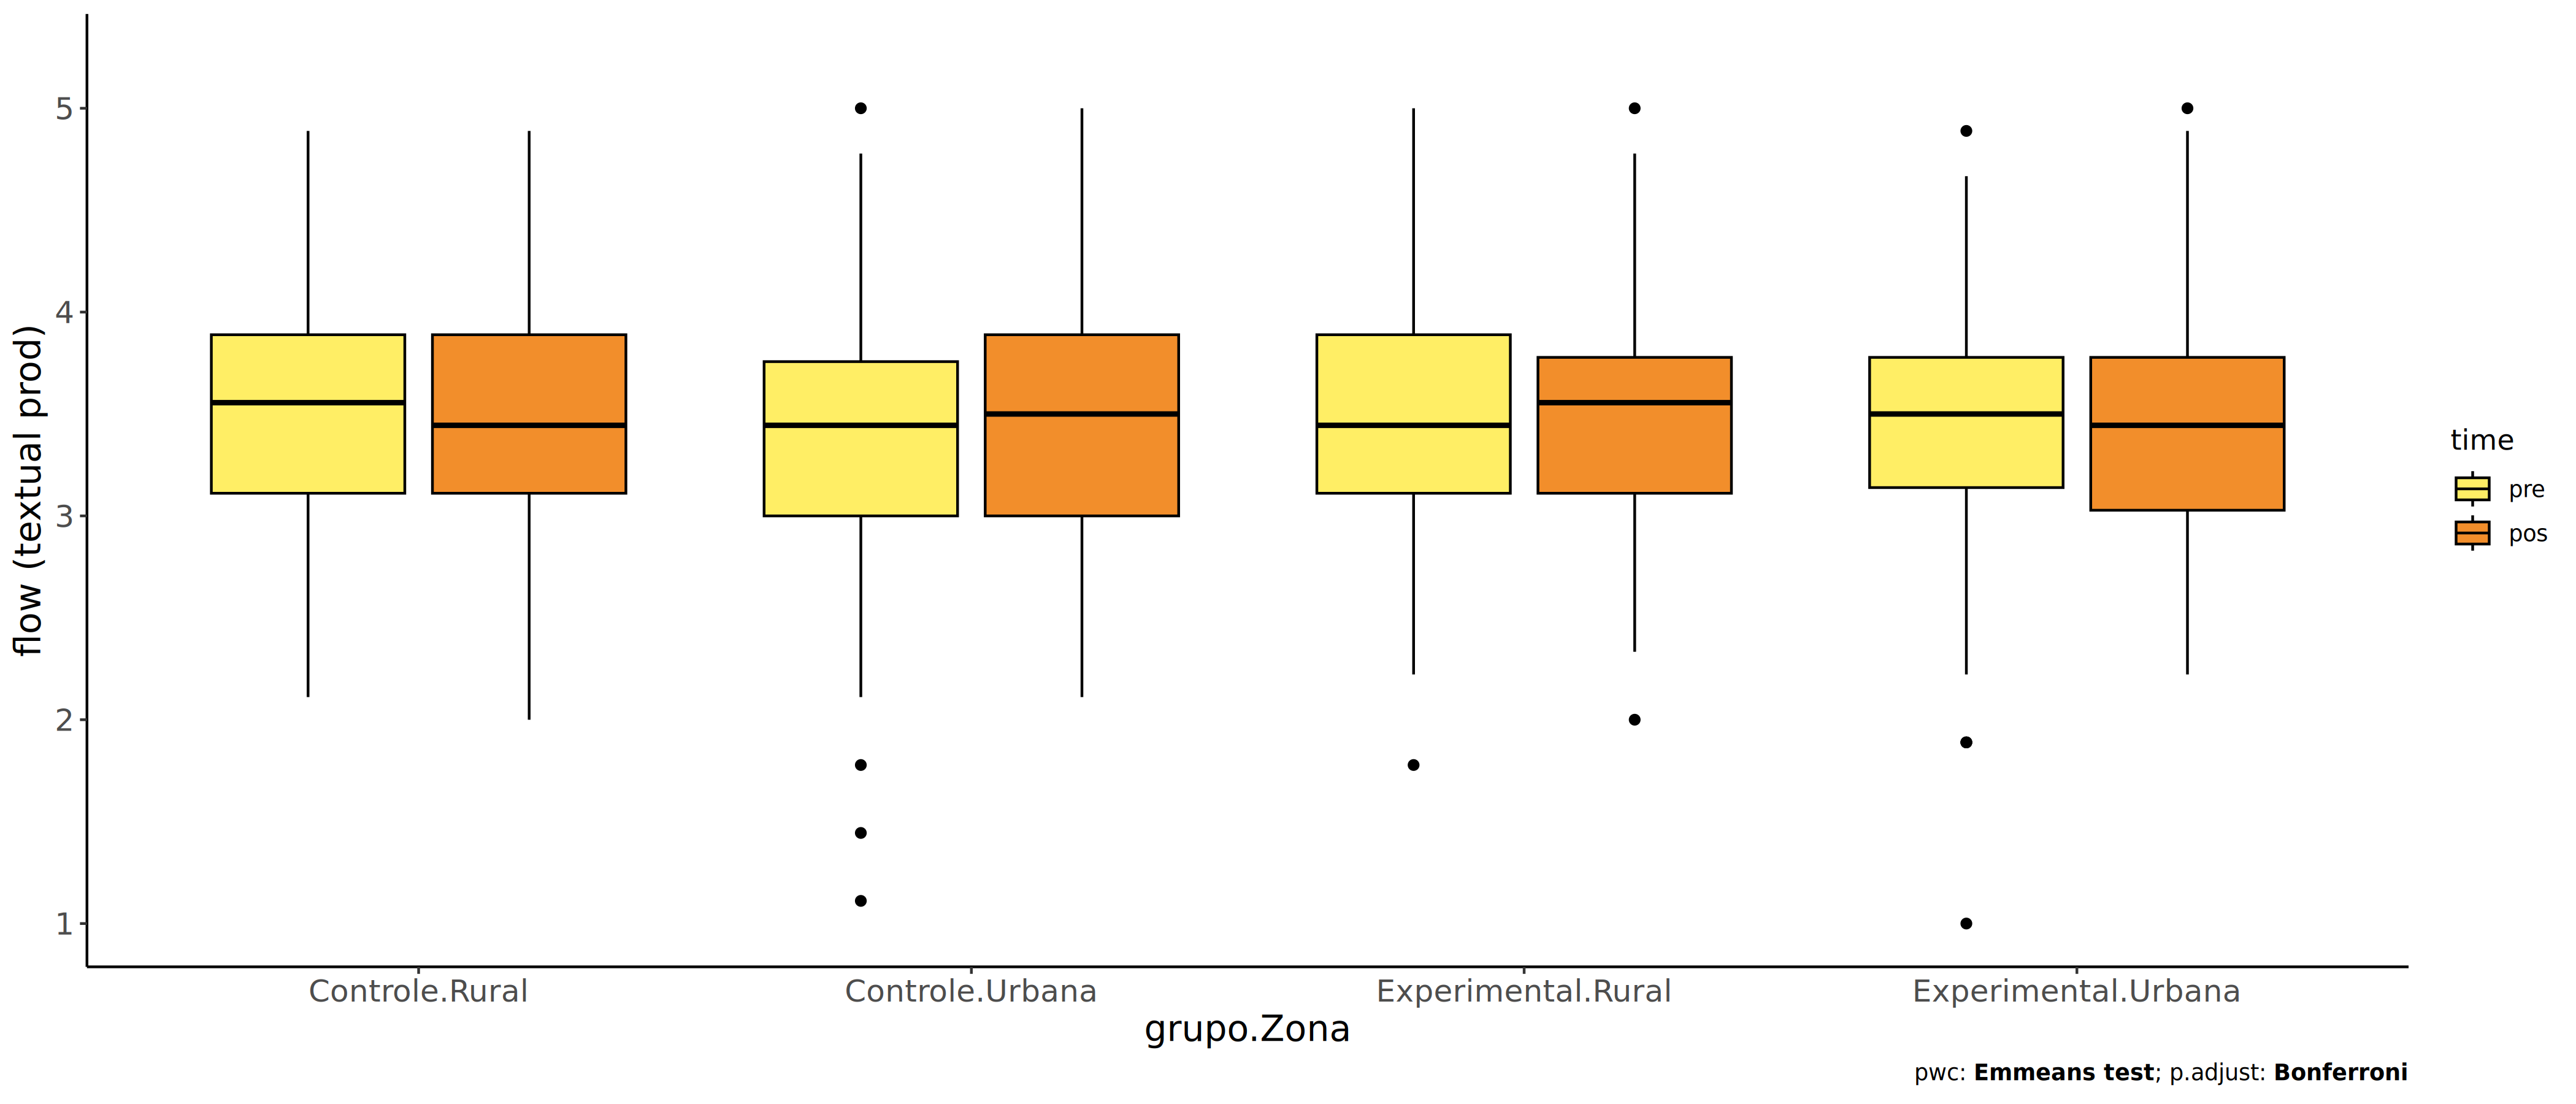 flow (textual prod)
5
4
3
2
1
Controle.Rural
Controle.Urbana
Experimental.Rural
Experimental.Urbana
grupo.Zona
time
pre
pos
pwc: Emmeans test; p.adjust: Bonferroni